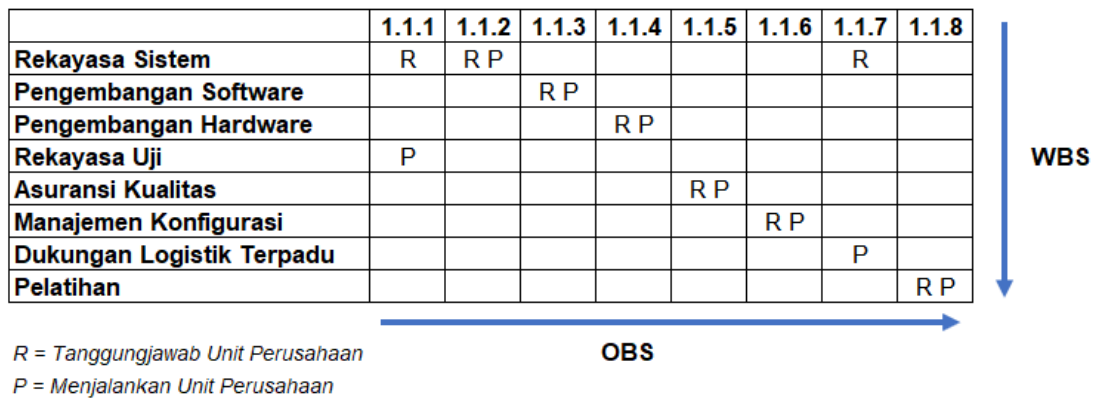 1.1.1 1.1.2 1.1.3 1.1.4 1.1.5 1.1.6 1.1.7 1.1.8
Rekayasa Sistem R R P R
Pengembangan Software R P
Pengembangan Hardware R P
Rekayasa Uji P
Asuransi Kualitas R P
Manajemen Konfigurasi R P
Dukungan Logistik Terpadu P
Pelatihan R P
WBS
OBS
R = Tanggungjawab Unit Perusahaan
P = Menjalankan Unit Perusahaan